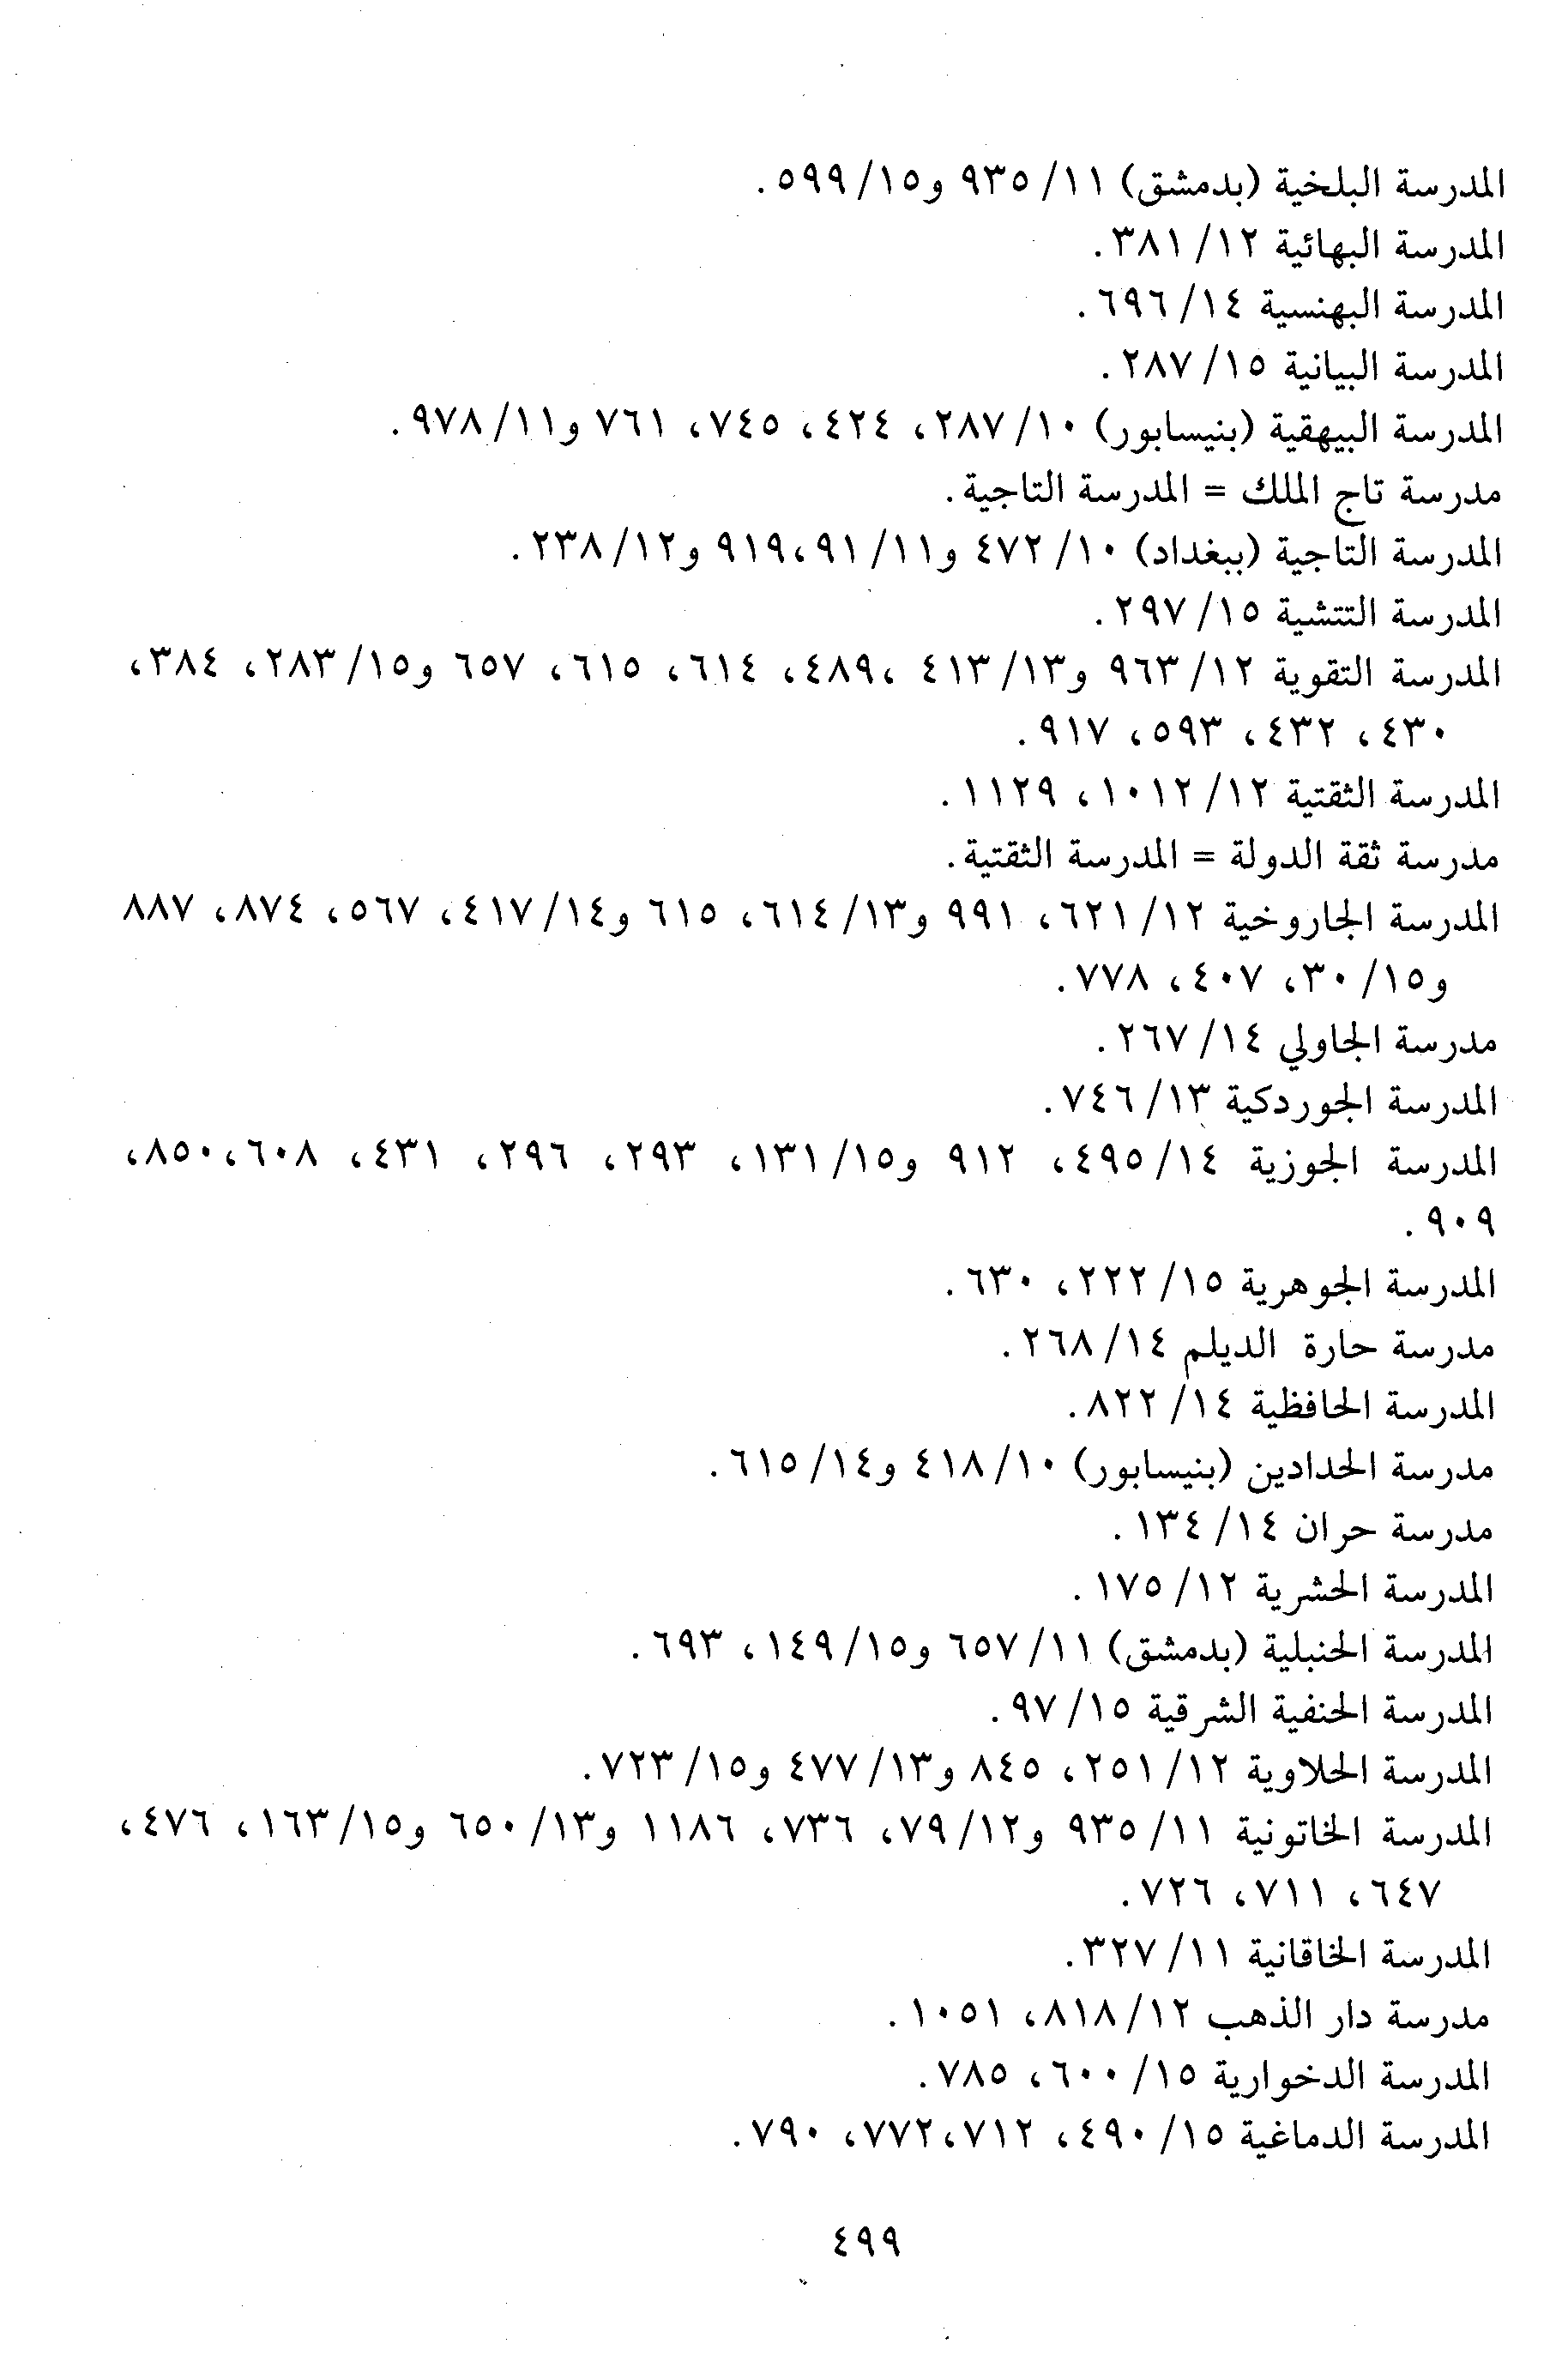 المدرسة البلخية (بدمشق) ١١/ ٩٣٥ و١٥/ ٥٩٩.
المدرسة البهائية ١٢/ ٣٨١.
المدرسة البهنسية ١٤/ ٦٩٦.
المدرسة البيانية ١٥/ ٢٨٧.
المدرسة البيهقية (بنيسابور) ١٠/ ٢٨٧، ٤٢٤، ٧٤٥، ٧٦١ و١١/ ٩٧٨.
مدرسة تاج الملك = المدرسة التاجية.
المدرسة التاجية (ببغداد) ١٠/ ٤٧٢ و١١/ ٩١،٩١٩ و١٢/ ٢٣٨.
المدرسة التتشية ١٥/ ٢٩٧.
المدرسة التقوية ١٢/ ٩٦٣ و١٣/ ٤١٣ ،٤٨٩، ٦١٤، ٦١٥، ٦٥٧ و١٥/ ٢٨٣، ٣٨٤،
٤٣٠، ٤٣٢، ٥٩٣، ٩١٧.
المدرسة الثقتية ١٢/ ١٠١٢، ١١٢٩.
مدرسة ثقة الدولة = المدرسة الثقتية.
المدرسة الجاروخية ١٢/ ٦٢١، ٩٩١ و١٣/ ٦١٤، ٦١٥ و١٤/ ٤١٧، ٥٦٧، ٨٧٤، ٨٨٧
و١٥/ ٣٠، ٤٠٧، ٧٧٨.
مدرسة الجاولي ١٤/ ٢٦٧.
المدرسة الجوردكية ١٣/ ٧٤٦.
المدرسة الجوزية ١٤/ ٤٩٥، ٩١٢ و١٥/ ١٣١، ٢٩٣، ٢٩٦، ٤٣١، ٦٠٨،٨٥٠،
٩٠٩.
المدرسة الجوهرية ١٥/ ٢٢٢، ٦٣٠.
مدرسة حارة الديلم ١٤/ ٢٦٨.
المدرسة الحافظية ١٤/ ٨٢٢.
مدرسة الحدادين (بنيسابور) ١٠/ ٤١٨ و١٤/ ٦١٥.
مدرسة حران ١٤/ ١٣٤.
المدرسة الحشرية ١٢/ ١٧٥.
المدرسة الحنبلية (بدمشق) ١١/ ٦٥٧ و١٥/ ١٤٩، ٦٩٣.
المدرسة الحنفية الشرقية ١٥/ ٩٧.
المدرسة الحلاوية ١٢/ ٢٥١، ٨٤٥ و١٣/ ٤٧٧ و١٥/ ٧٢٣.
المدرسة الخاتونية ١١/ ٩٣٥ و١٢/ ٧٩، ٧٣٦، ١١٨٦ و١٣/ ٦٥٠ و١٥/ ١٦٣، ٤٧٦،
٦٤٧، ٧١١، ٧٢٦.
المدرسة الخاقانية ١١/ ٣٢٧.
مدرسة دار الذهب ١٢/ ٨١٨، ١٠٥١.
المدرسة الدخوارية ١٥/ ٦٠٠، ٧٨٥.
المدرسة الدماغية ١٥/ ٤٩٠، ٧١٢،٧٧٢، ٧٩٠.
٤٩٩